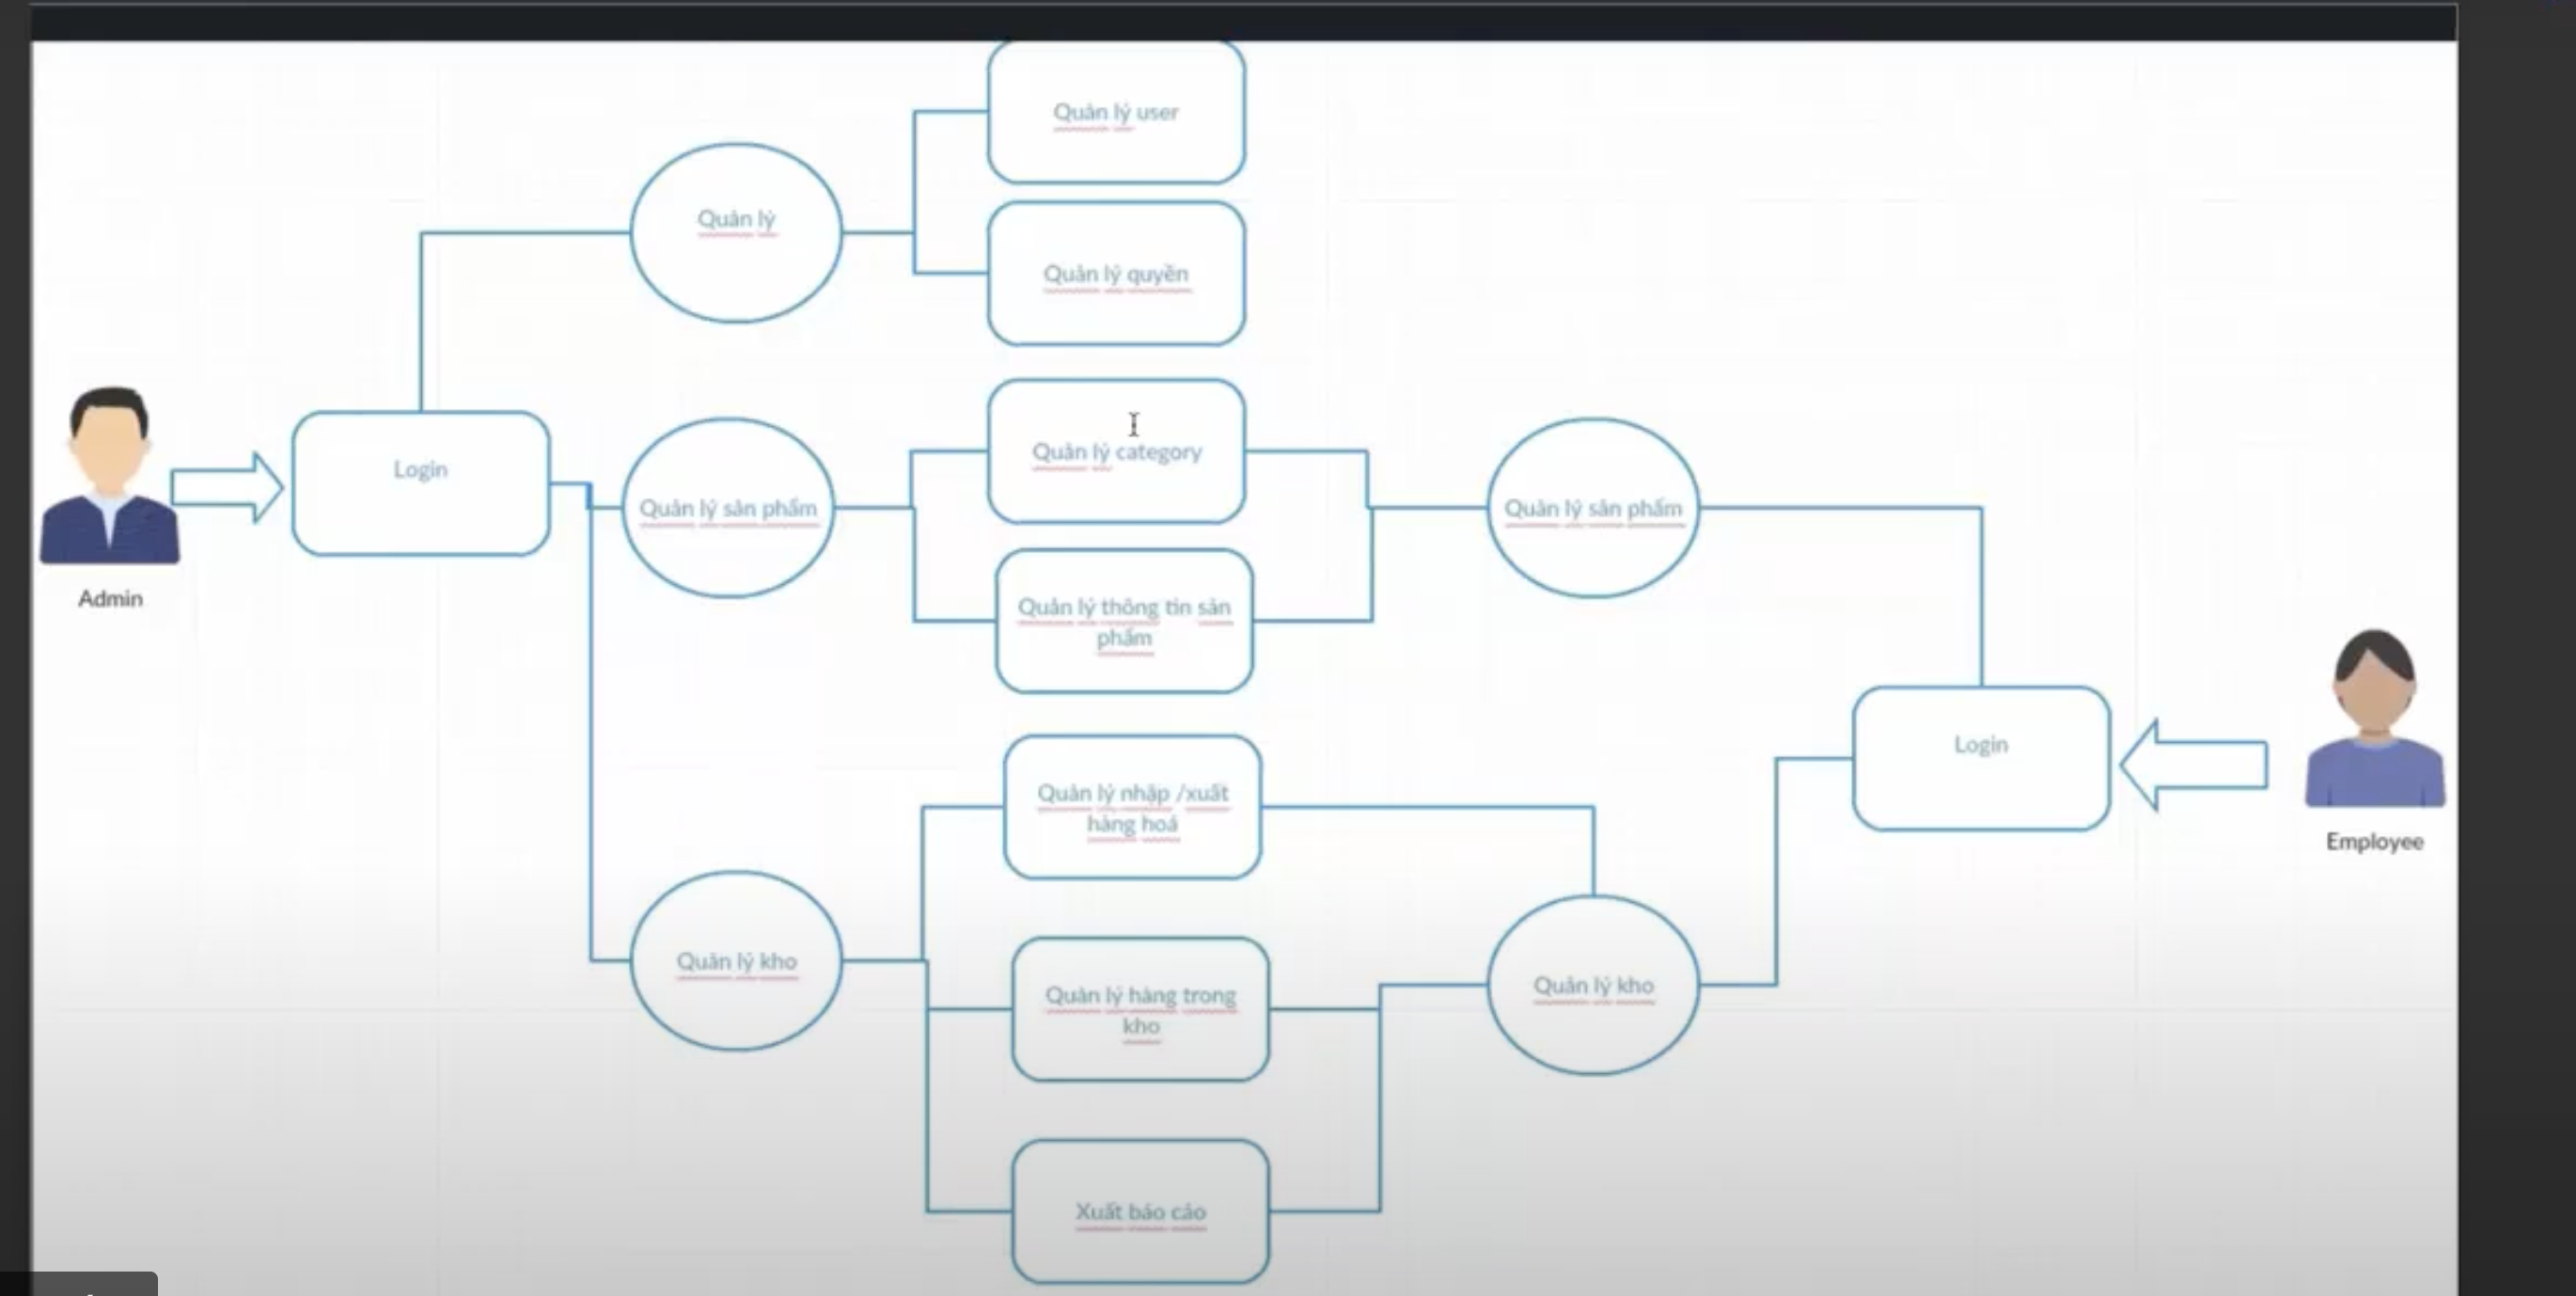 Quản lý user
Quản lý
Quản lý quyền
Quản lý category
Login
Quản lý sản phẩm
Quản lý sản phẩm
Admin
Quản lý thông tin sản
phẩm
Login
Quản lý nhập /xuất
hàng hoá
Employee
Quản lý kho
Quản lý kho
Quản lý hàng trong
kho
Xuất báo cáo